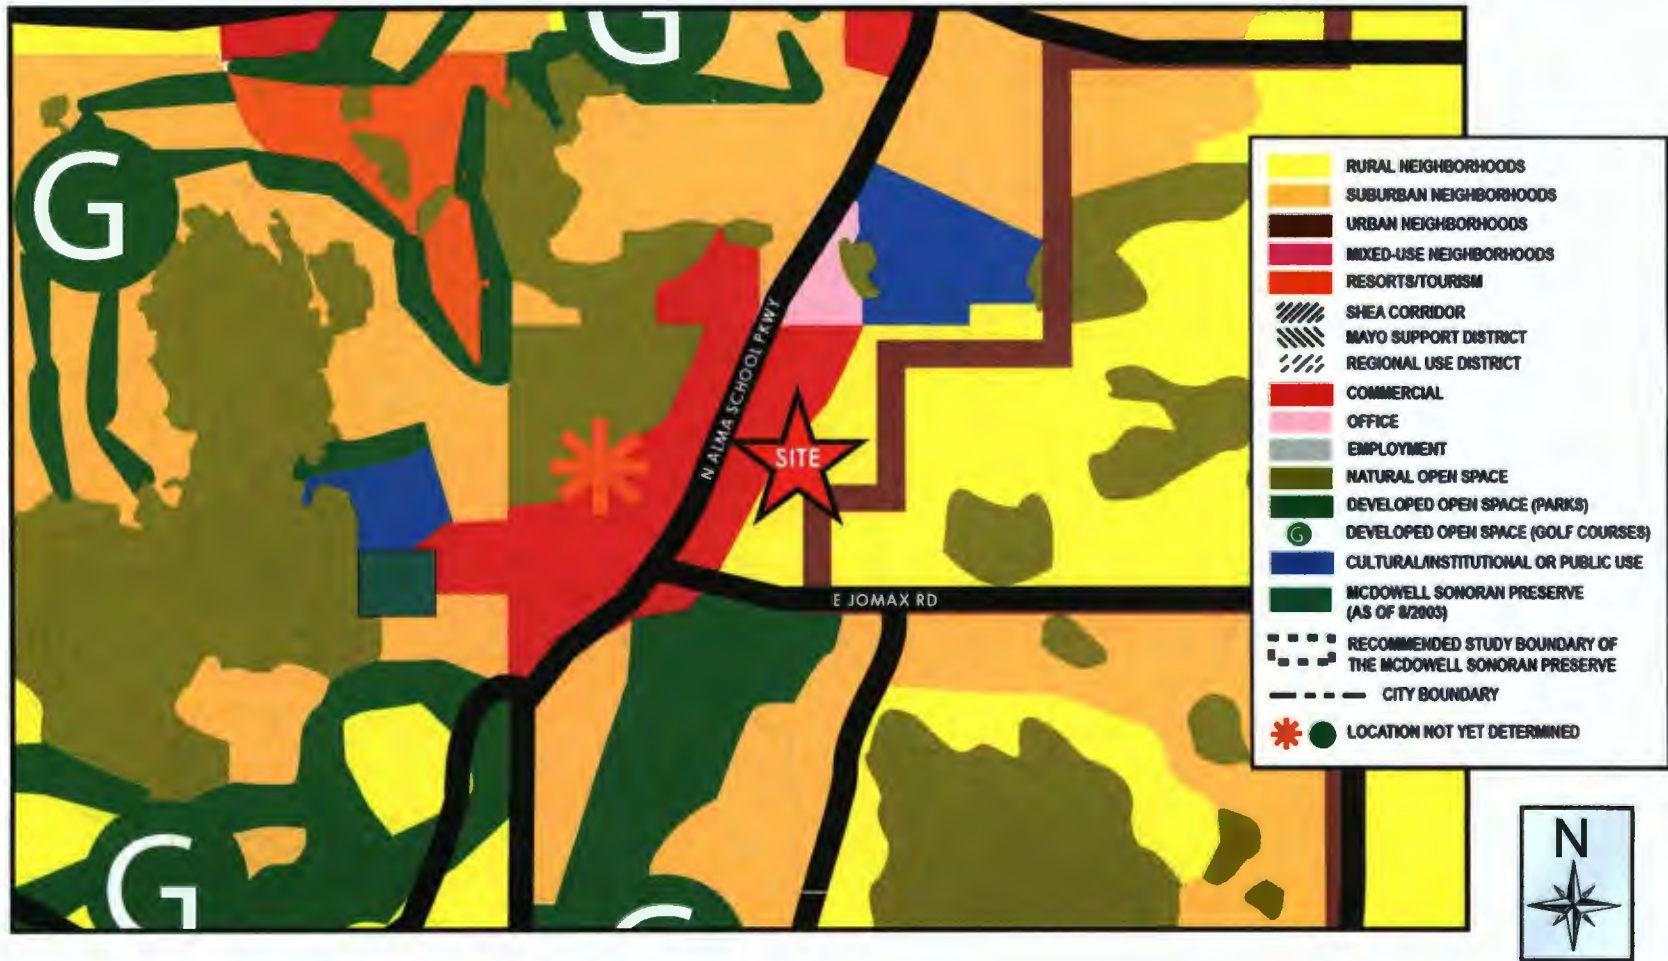 G
G
RURAL NEIGHBORHOODS
SUBURBAN NEIGHBORHOODS
URBAN NEIGHBORHOODS
MIXED-USE NEIGHBORHOODS
RESORTS/TOURISM
SHEA CORRIDOR
MAYO SUPPORT DISTRICT
REGIONAL USE DISTRICT
COMMERCIAL
OFFICE
EMPLOYMENT
NATURAL OPEN SPACE
DEVELOPED OPEN SPACE (PARKS)
G DEVELOPED OPEN SPACE (GOLF COURSES)
CULTURAL/INSTITUTIONAL OR PUBLIC USE
MCDOWELL SONORAN PRESERVE
(AS OF 8/2003)
RECOMMENDED STUDY BOUNDARY OF
THE MCDOWELL SONORAN PRESERVE
CITY BOUNDARY
LOCATION NOT YET DETERMINED
N ALMA SCHOOL PKWY
SITE
E JOMAX RD
G
G
N